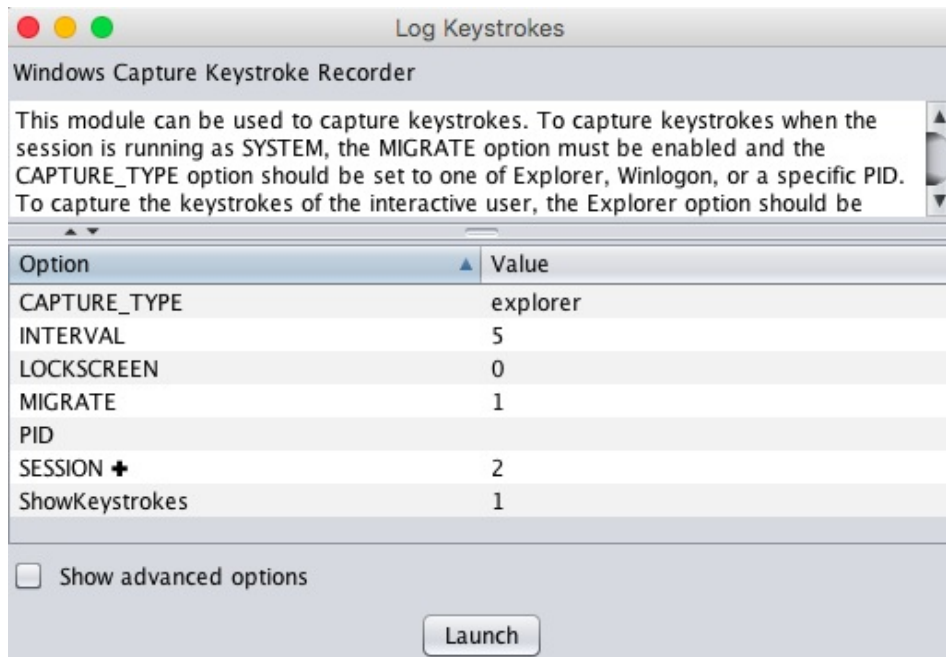 Log Keystrokes
Windows Capture Keystroke Recorder
This module can be used to capture keystrokes. To capture keystrokes when the
session is running as SYSTEM, the MIGRATE option must be enabled and the
CAPTURE_TYPE option should be set to one of Explorer, Winlogon, or a specific PID.
To capture the keystrokes of the interactive user, the Explorer option should be
Option Value
CAPTURE_TYPE explorer
INTERVAL 5
LOCKSCREEN 0
MIGRATE 1
PID
SESSION ✚ 2
ShowKeystrokes 1
Show advanced options
Launch